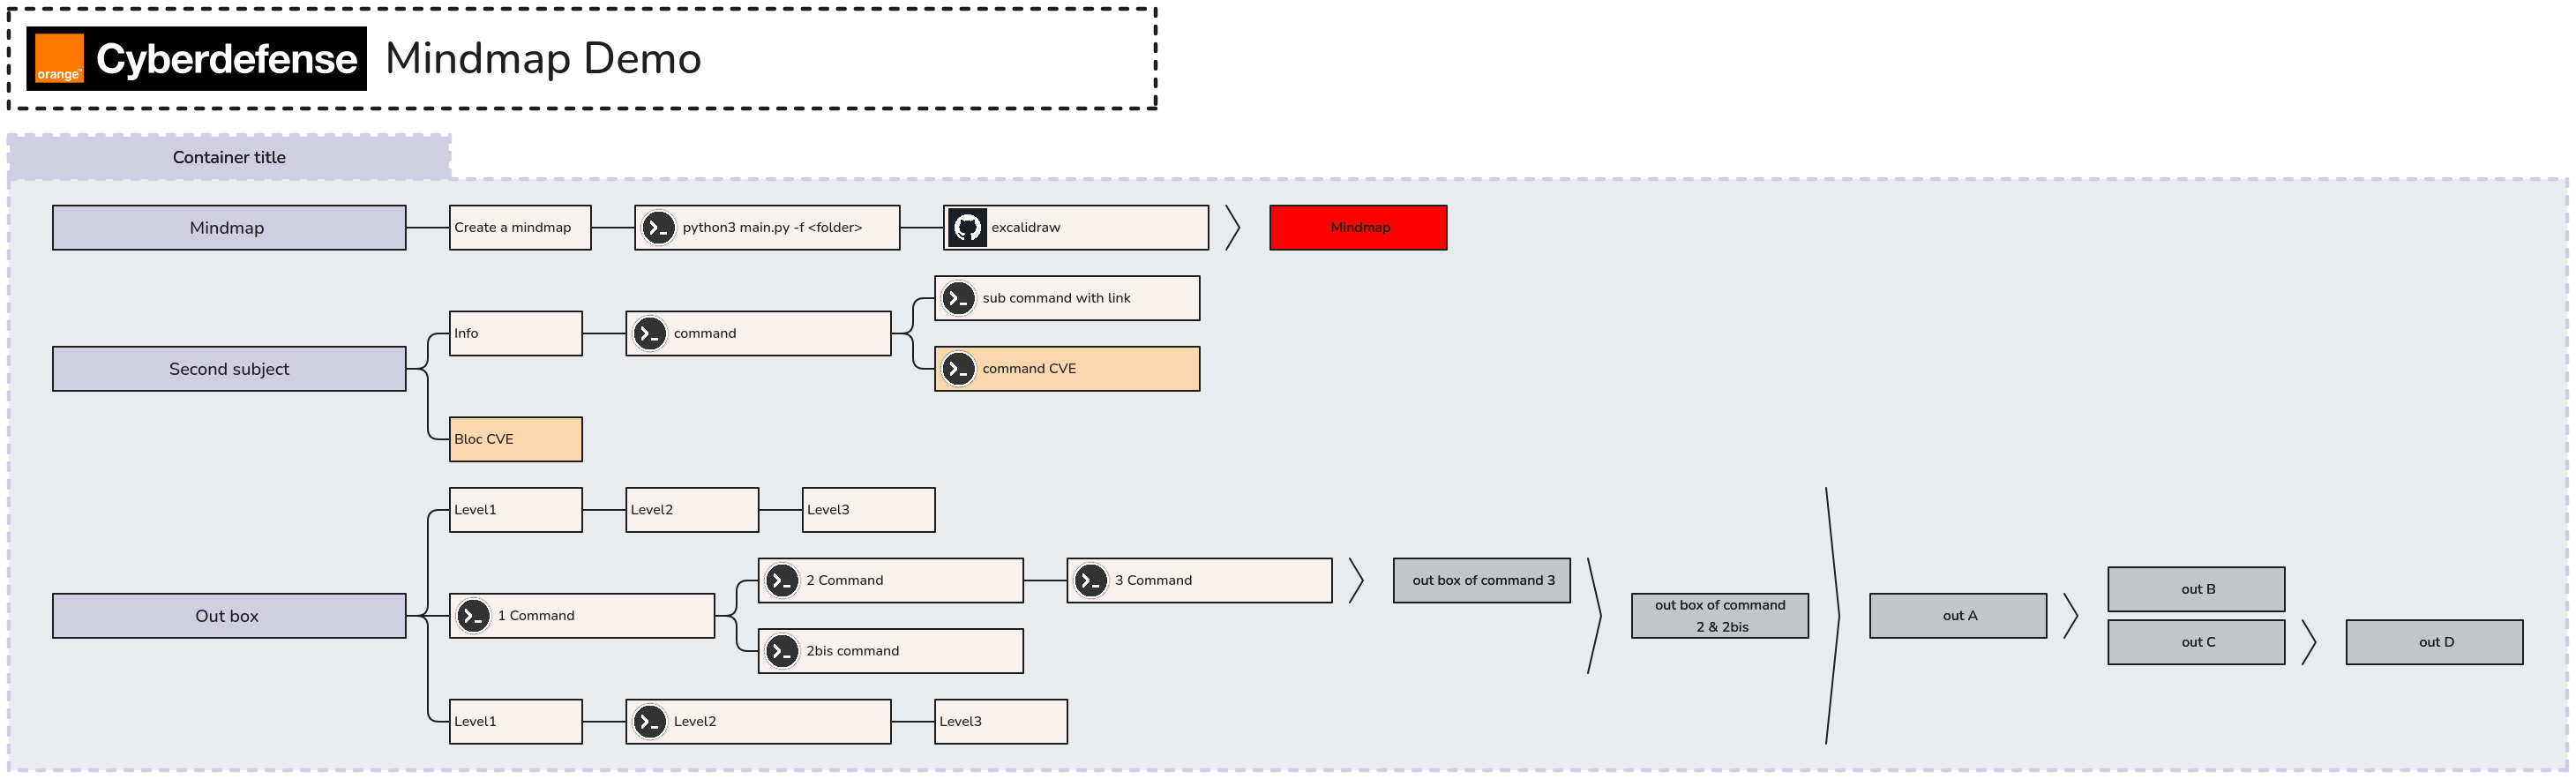 orange™ Cyberdefense Mindmap Demo
Container title
Mindmap
Create a mindmap
python3 main.py -f <folder>
excalidraw
Mindmap
Second subject
Info
command
sub command with link
command CVE
Bloc CVE
Out box
Level1
Level2
Level3
1 Command
2 Command
3 Command
out box of command 3
2bis command
out box of command
2 & 2bis
Level1
Level2
Level3
out A
out B
out C
out D